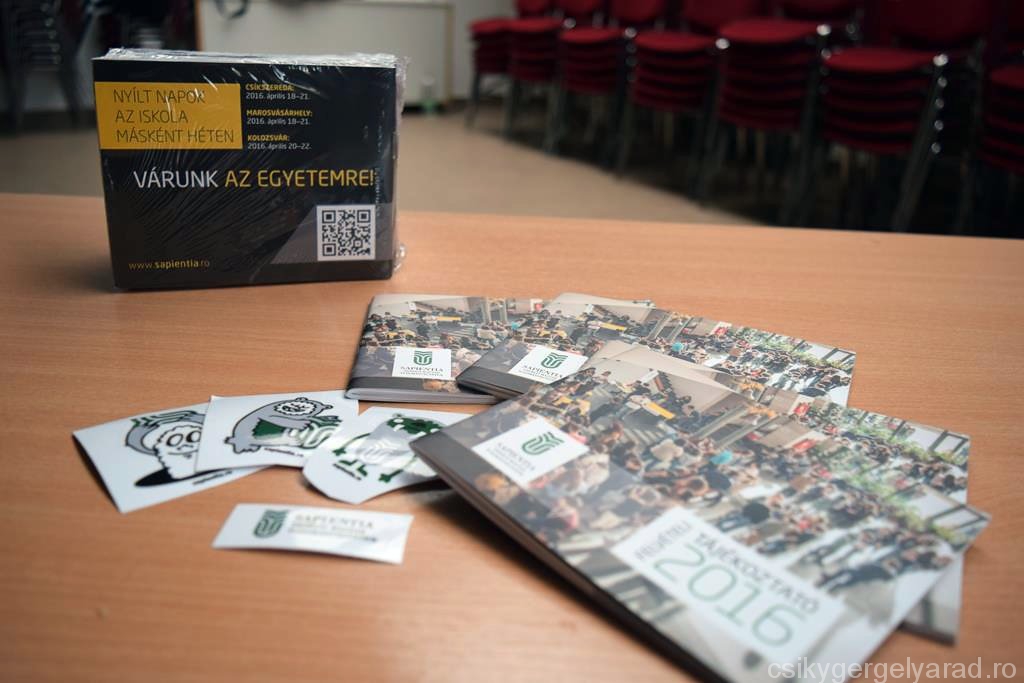 NYÍLT NAPOK
AZ ISKOLA
MÁSKÉNT HÉTEN
CSÍKSZEREDA:
2016. április 18–21.
MAROSVÁSÁRHELY:
2016. április 18–21.
KOLOZSVÁR:
2016. április 20–22.
VÁRUNK AZ EGYETEMRE!
www.sapientia.ro
SAPIENTIA
SAPIENTIA
SAPIENTIA
SAPIENTIA
FELVÉTELI
TÁJÉKOZTATÓ
2016
csikygergelyarad.ro